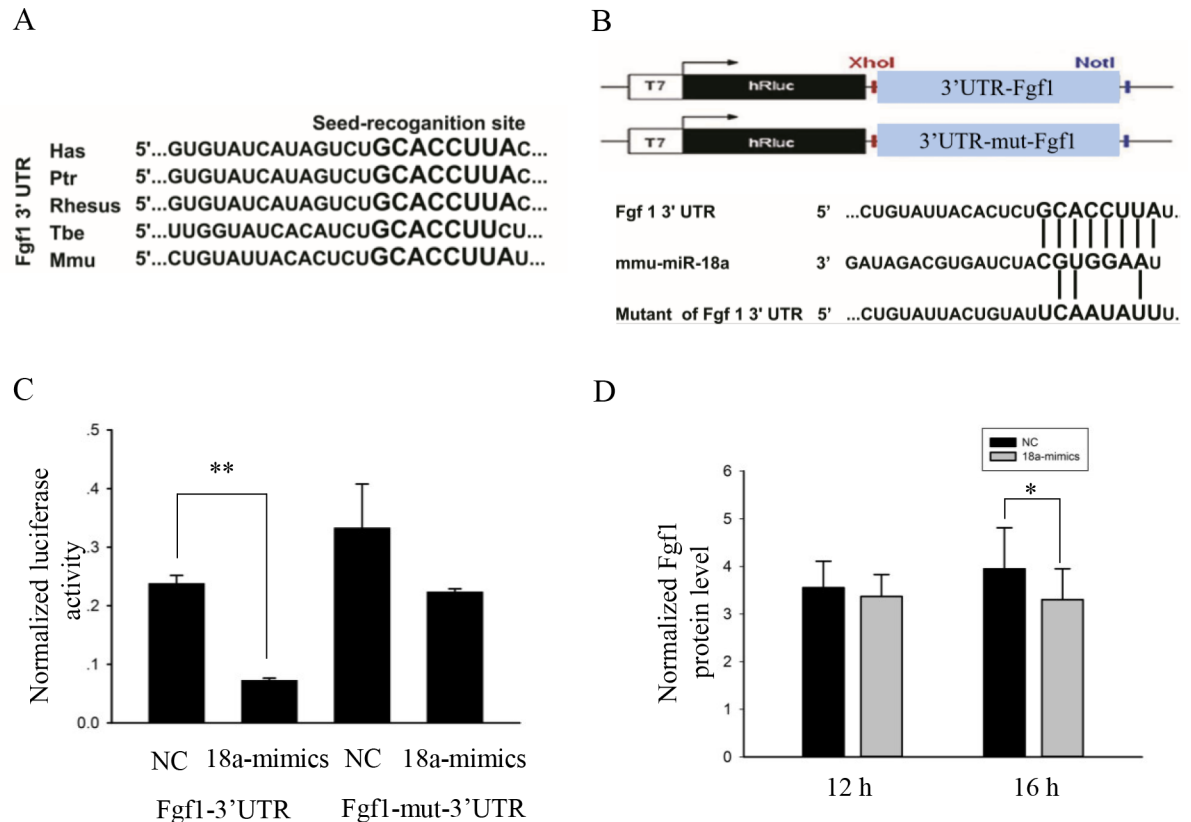 A
Seed-recoganition site
Fgf1 3' UTR
Has 5'...GUGUAUCAUAGUCUGCACCUUAC...
Ptr 5'...GUGUAUCAUAGUCUGCACCUUAC...
Rhesus 5'...GUGUAUCAUAGUCUGCACCUUAC...
Tbe 5'...UUGGUAUCACAUCUGCACCUUCU...
Mmu 5'...CUGUAUUACACUCUGCACCUUAU...
B
XhoI NotI
T7 hRluc 3'UTR-Fgf1
T7 hRluc 3'UTR-mut-Fgf1
Fgf 1 3' UTR 5' ...CUGUAUUACACUCUGCACCUUAU.
mmu-miR-18a 3' GAUAGACGUGAUCUACGUGGAAU
Mutant of Fgf 1 3' UTR 5' ...CUGUAUUACUGUAUUCAAUAUUU.
C
Normalized luciferase
activity
.5
.4
.3
.2
.1
0.0
**
NC 18a-mimics NC 18a-mimics
Fgf1-3'UTR Fgf1-mut-3'UTR
D
NC
18a-mimics
Normalized Fgf1
protein level
6
5
4
3
2
1
0
*
12 h 16 h